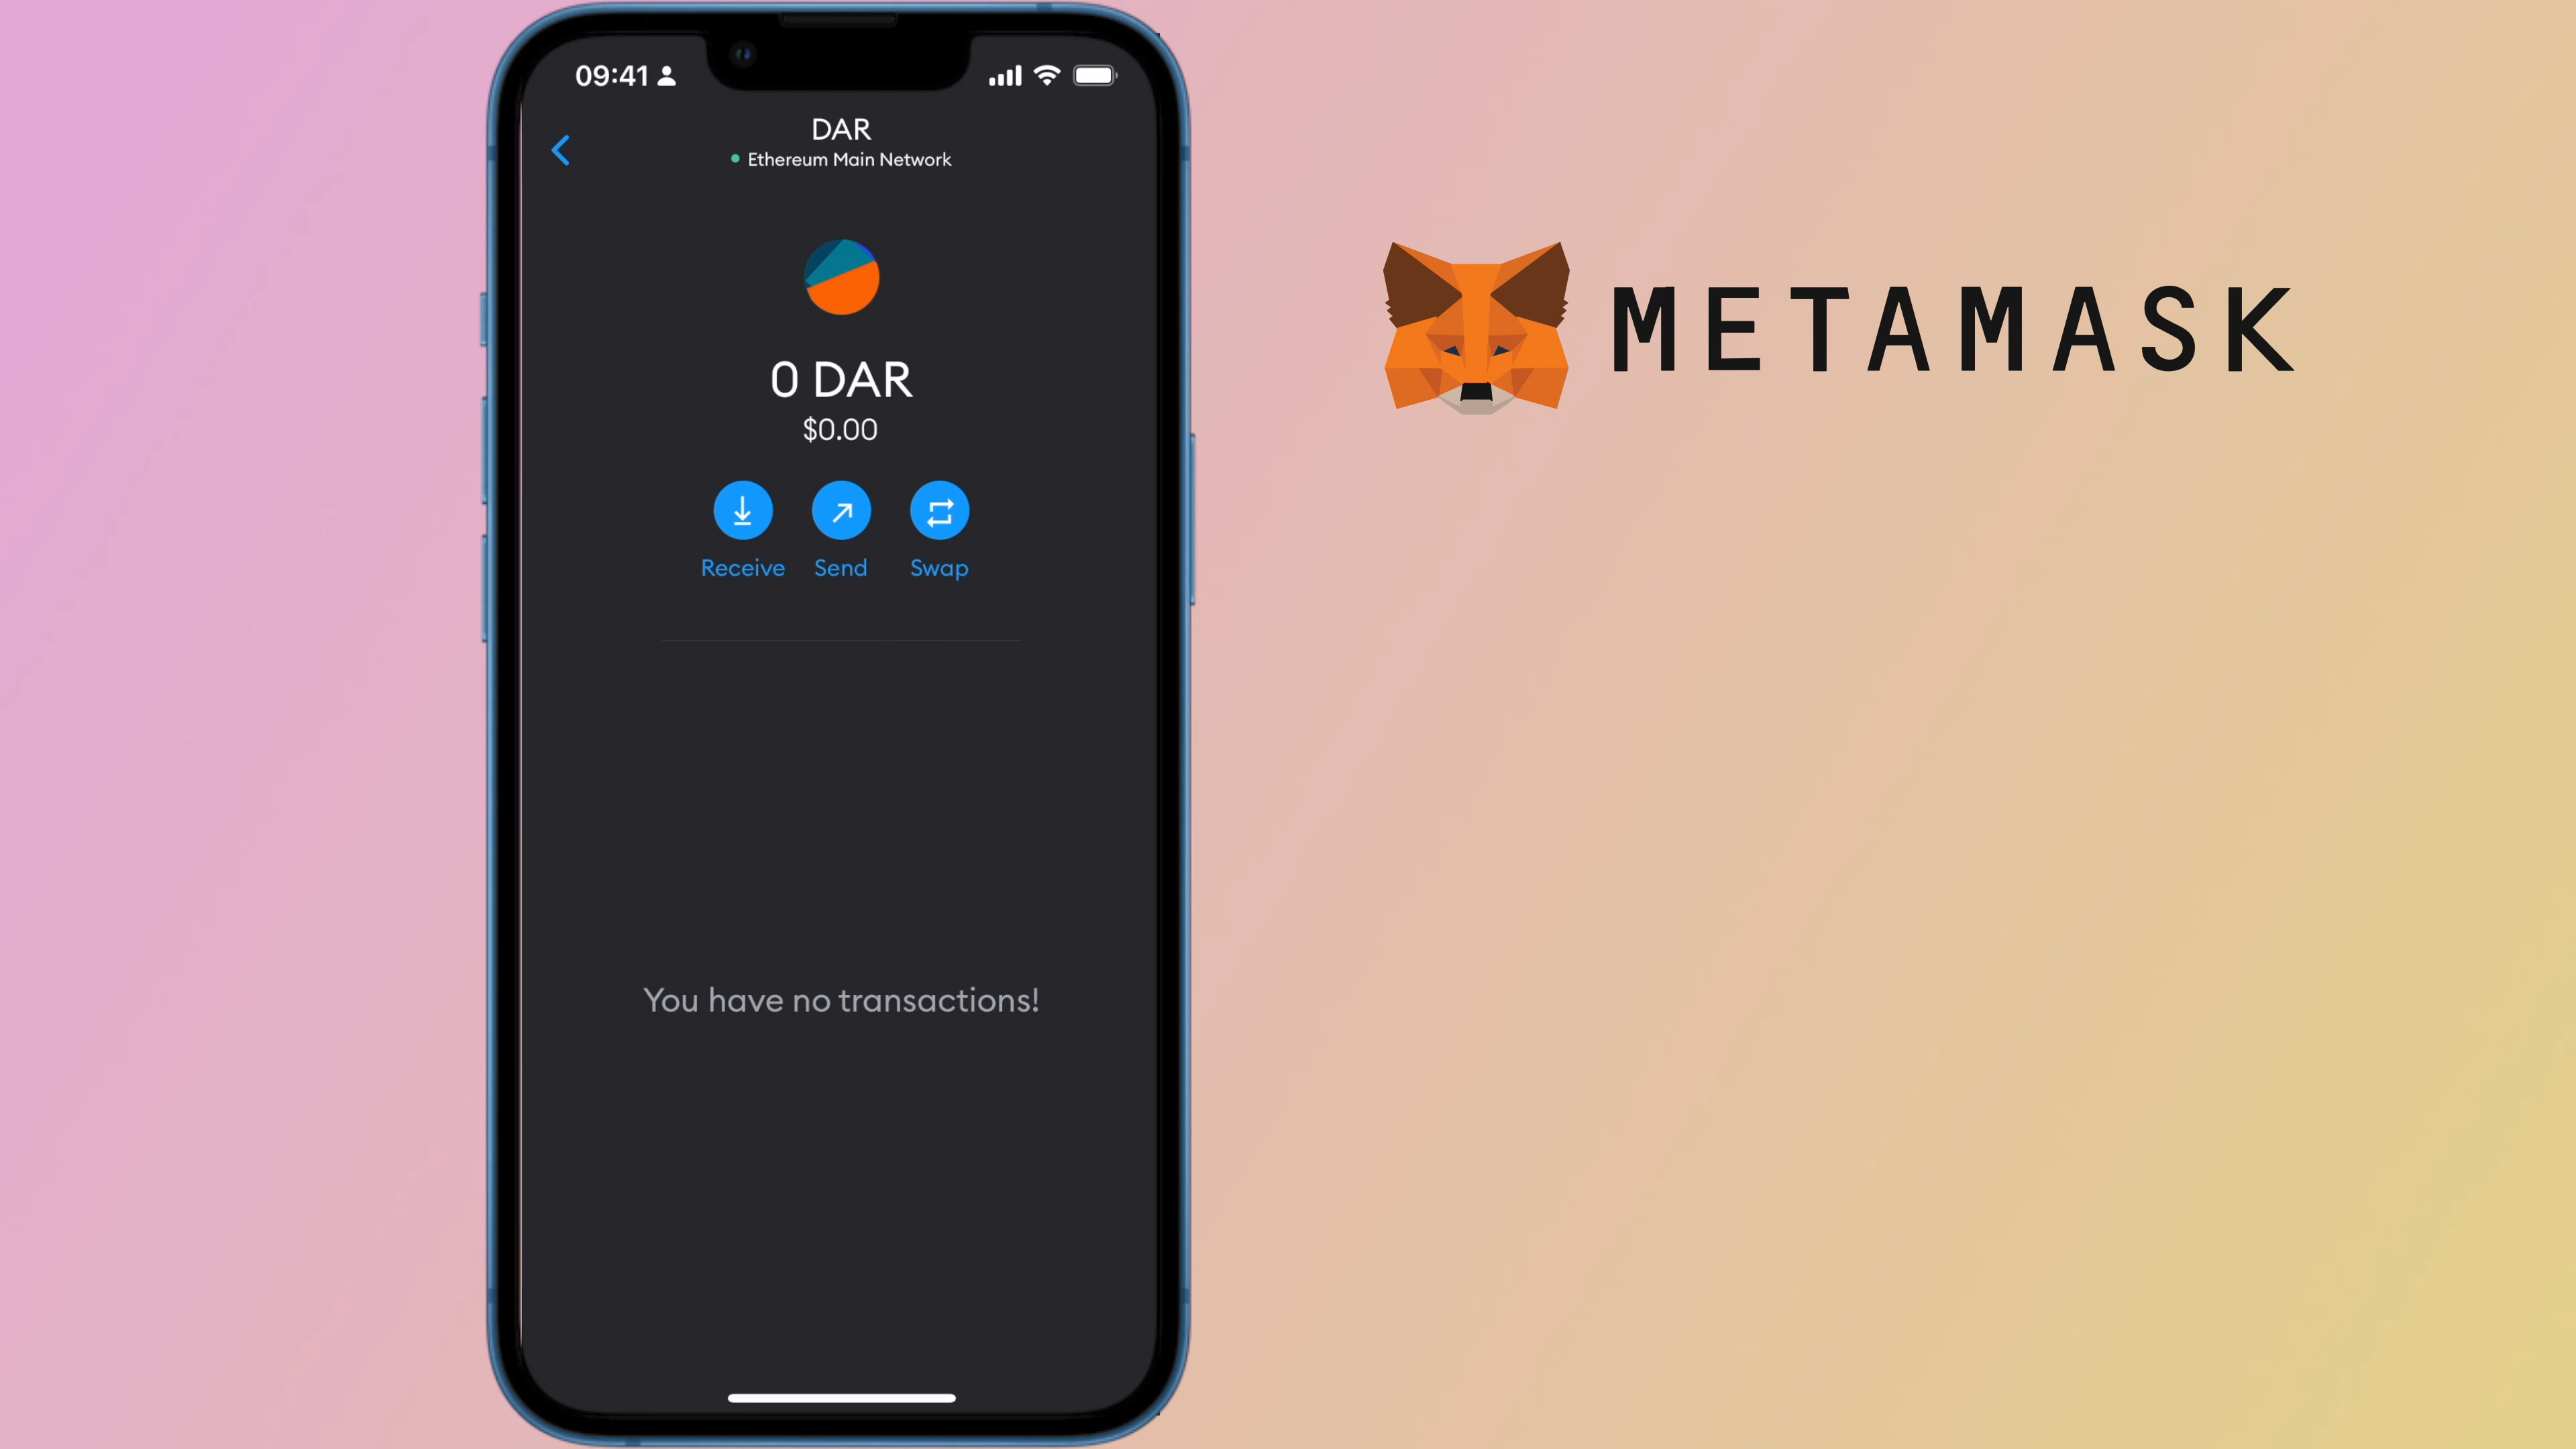 09:41
DAR
Ethereum Main Network
0 DAR
$0.00
Receive Send Swap
You have no transactions!
METAMASK